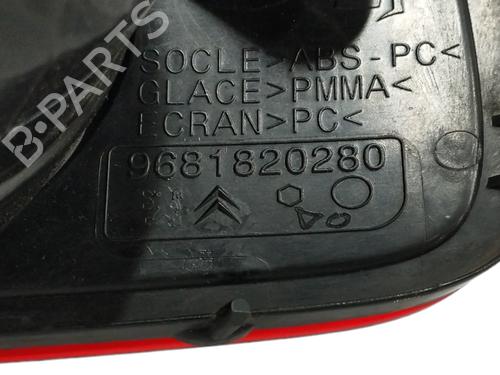 SOCLE>ABS-PC<
GLACE>PMMA<
ECRAN>PC<
9681820280
B-PARTS